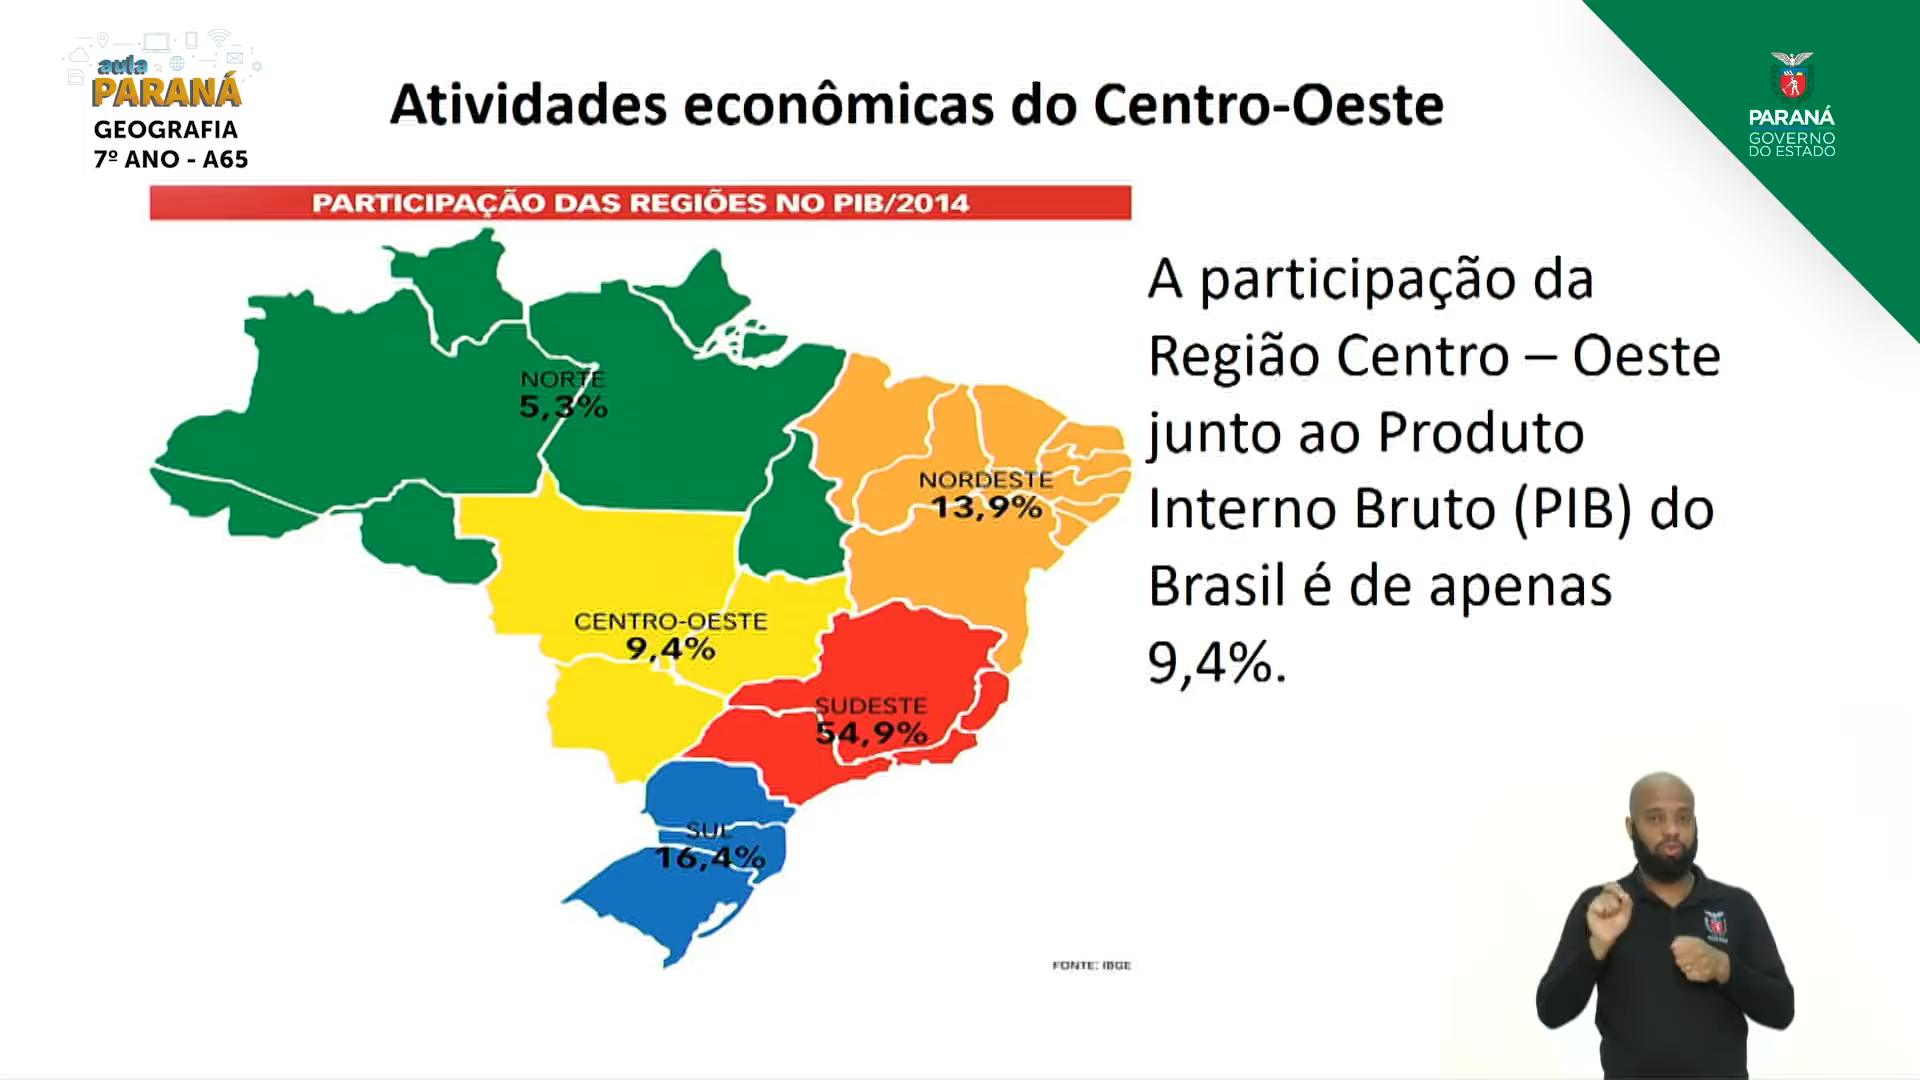 aula
PARANÁ
GEOGRAFIA
7º ANO - A65
Atividades econômicas do Centro-Oeste
PARANÁ
GOVERNO
DO ESTADO
PARTICIPAÇÃO DAS REGIÕES NO PIB/2014
NORTE
5,3%
NORDESTE
13,9%
CENTRO-OESTE
9,4%
SUDESTE
54,9%
SUL
16,4%
FONTE: IBGE
A participação da
Região Centro – Oeste
junto ao Produto
Interno Bruto (PIB) do
Brasil é de apenas
9,4%.